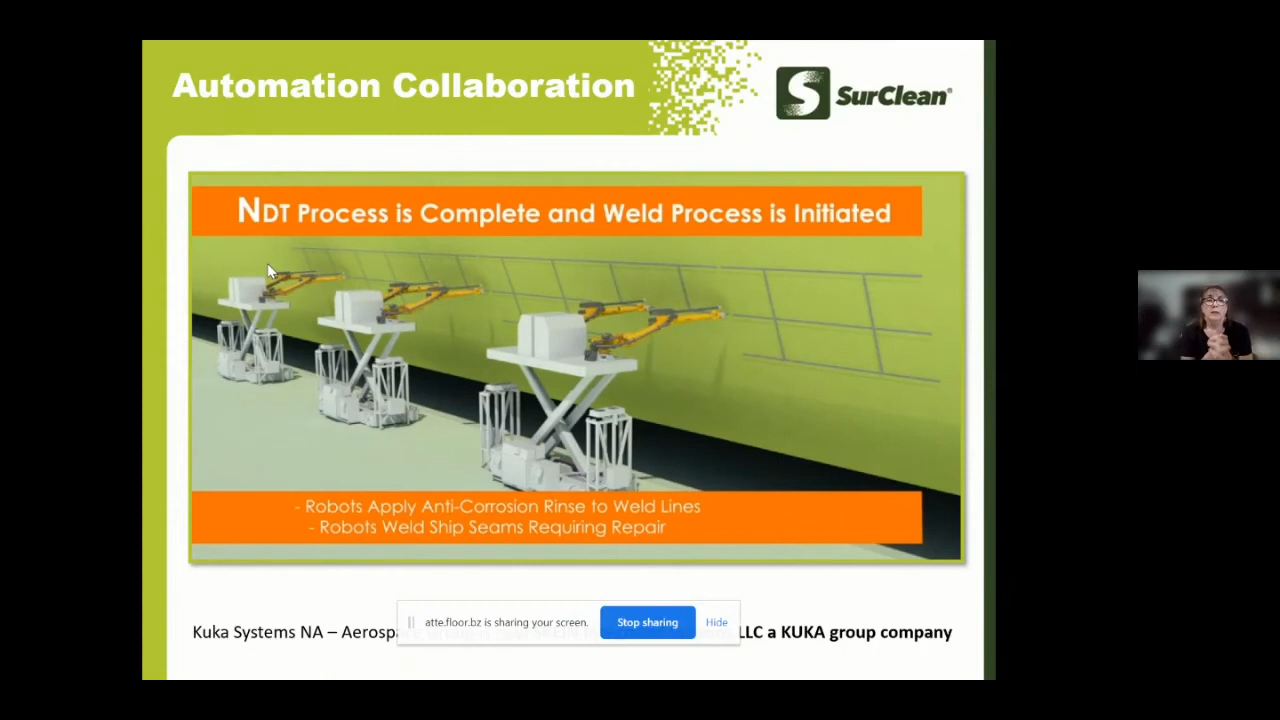 Automation Collaboration
SurClean®
NDT Process is Complete and Weld Process is Initiated
- Robots Apply Anti-Corrosion Rinse to Weld Lines
- Robots Weld Ship Seams Requiring Repair
atte.floor.bz is sharing your screen. Stop sharing Hide
Kuka Systems NA – LLC a KUKA group company